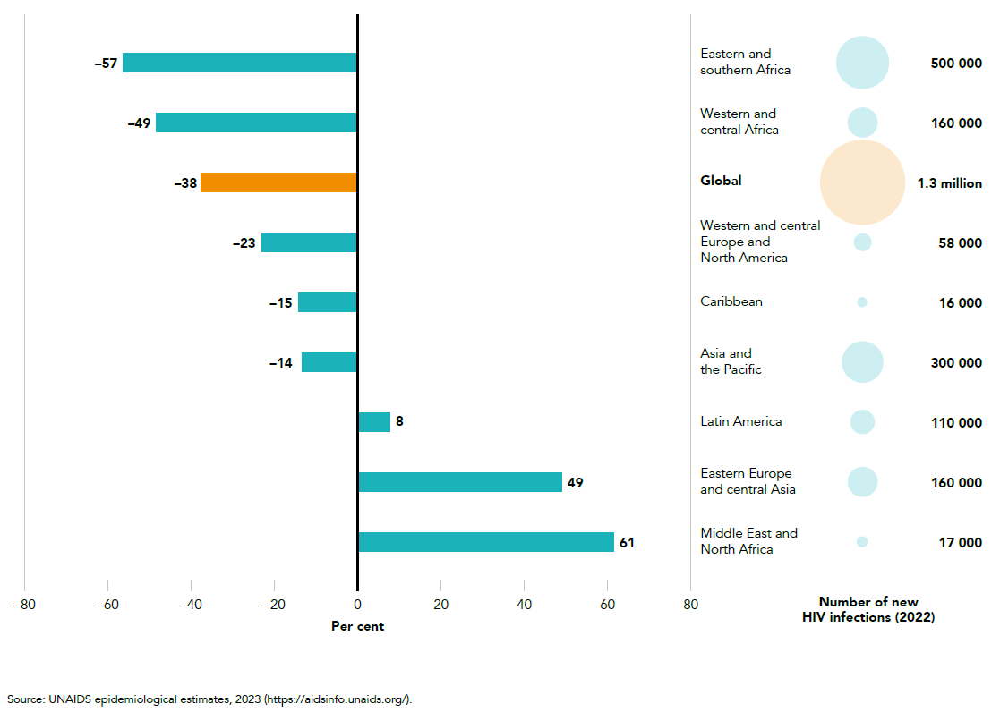 –57
Eastern and
southern Africa
500 000
–49
Western and
central Africa
160 000
–38
Global
1.3 million
–23
Western and central
Europe and
North America
58 000
–15
Caribbean
16 000
–14
Asia and
the Pacific
300 000
8
Latin America
110 000
49
Eastern Europe
and central Asia
160 000
61
Middle East and
North Africa
17 000
–80 –60 –40 –20 0 20 40 60 80
Per cent
Number of new
HIV infections (2022)
Source: UNAIDS epidemiological estimates, 2023 (https://aidsinfo.unaids.org/).